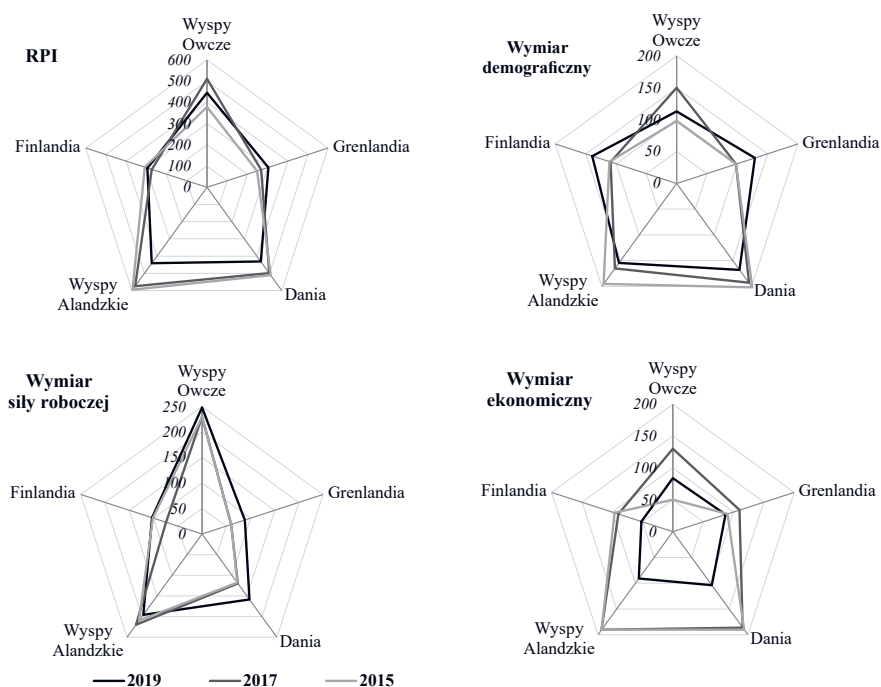 RPI
Wyspy
Owcze
600
500
400
300
200
100
0
Finlandia
Grenlandia
Wyspy
Alandzkie
Dania
Wymiar
demograficzny
Wyspy
Owcze
200
150
100
50
0
Finlandia
Grenlandia
Wyspy
Alandzkie
Dania
Wymiar
siły roboczej
Wyspy
Owcze
250
200
150
100
50
0
Finlandia
Grenlandia
Wyspy
Alandzkie
Dania
Wymiar
ekonomiczny
Wyspy
Owcze
200
150
100
50
0
Finlandia
Grenlandia
Wyspy
Alandzkie
Dania
2019 2017 2015